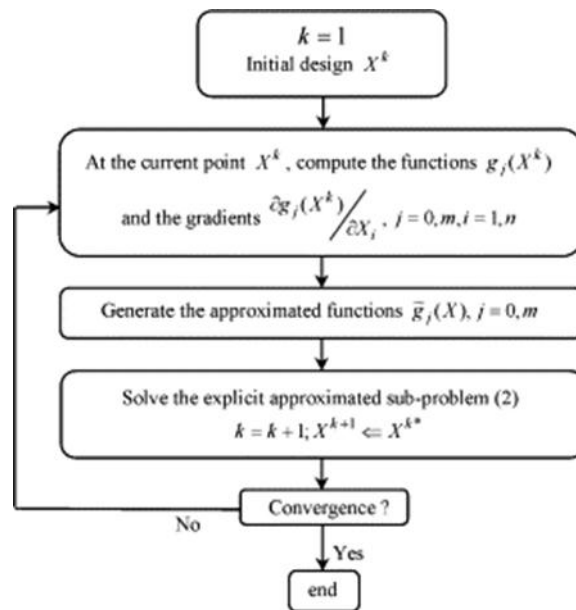 k = 1
Initial design X^k
At the current point X^k, compute the functions g_j(X^k)
and the gradients ∂g_j(X^k)/∂X_i, j = 0,m,i = 1,n
Generate the approximated functions g̅_j(X), j = 0,m
Solve the explicit approximated sub-problem (2)
k = k + 1; X^{k+1} ⇐ X^{k*}
Convergence ?
No
Yes
end